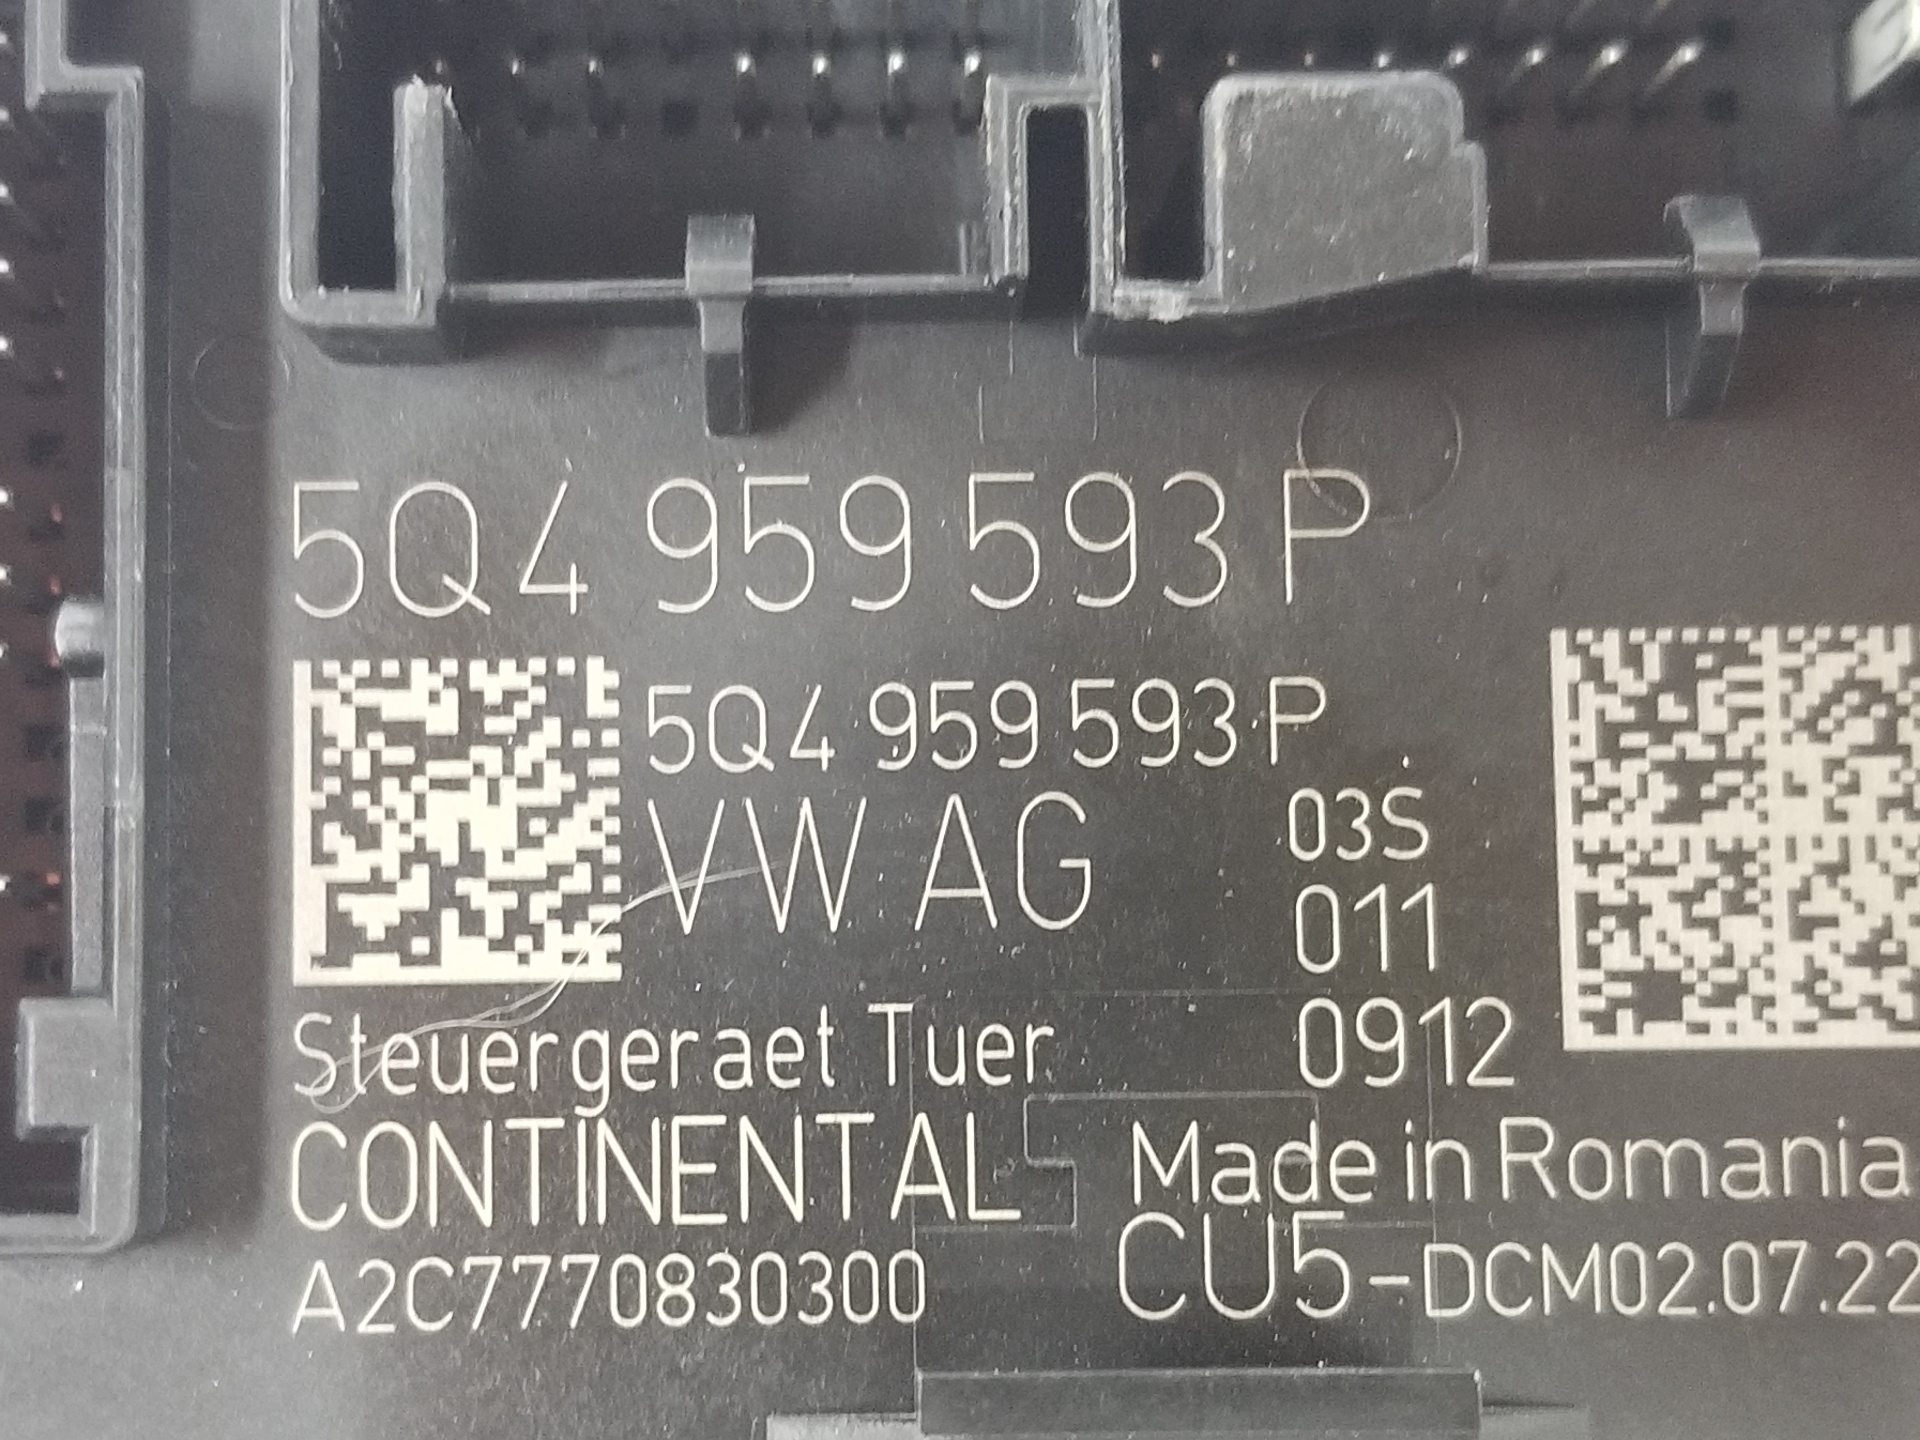 5Q4 959 593 P
5Q4 959 593 P
VW AG
03S
011
0912
Steuergeraet Tuer
CONTINENTAL
Made in Romania
A2C7770830300
CU5-DCM02.07.22